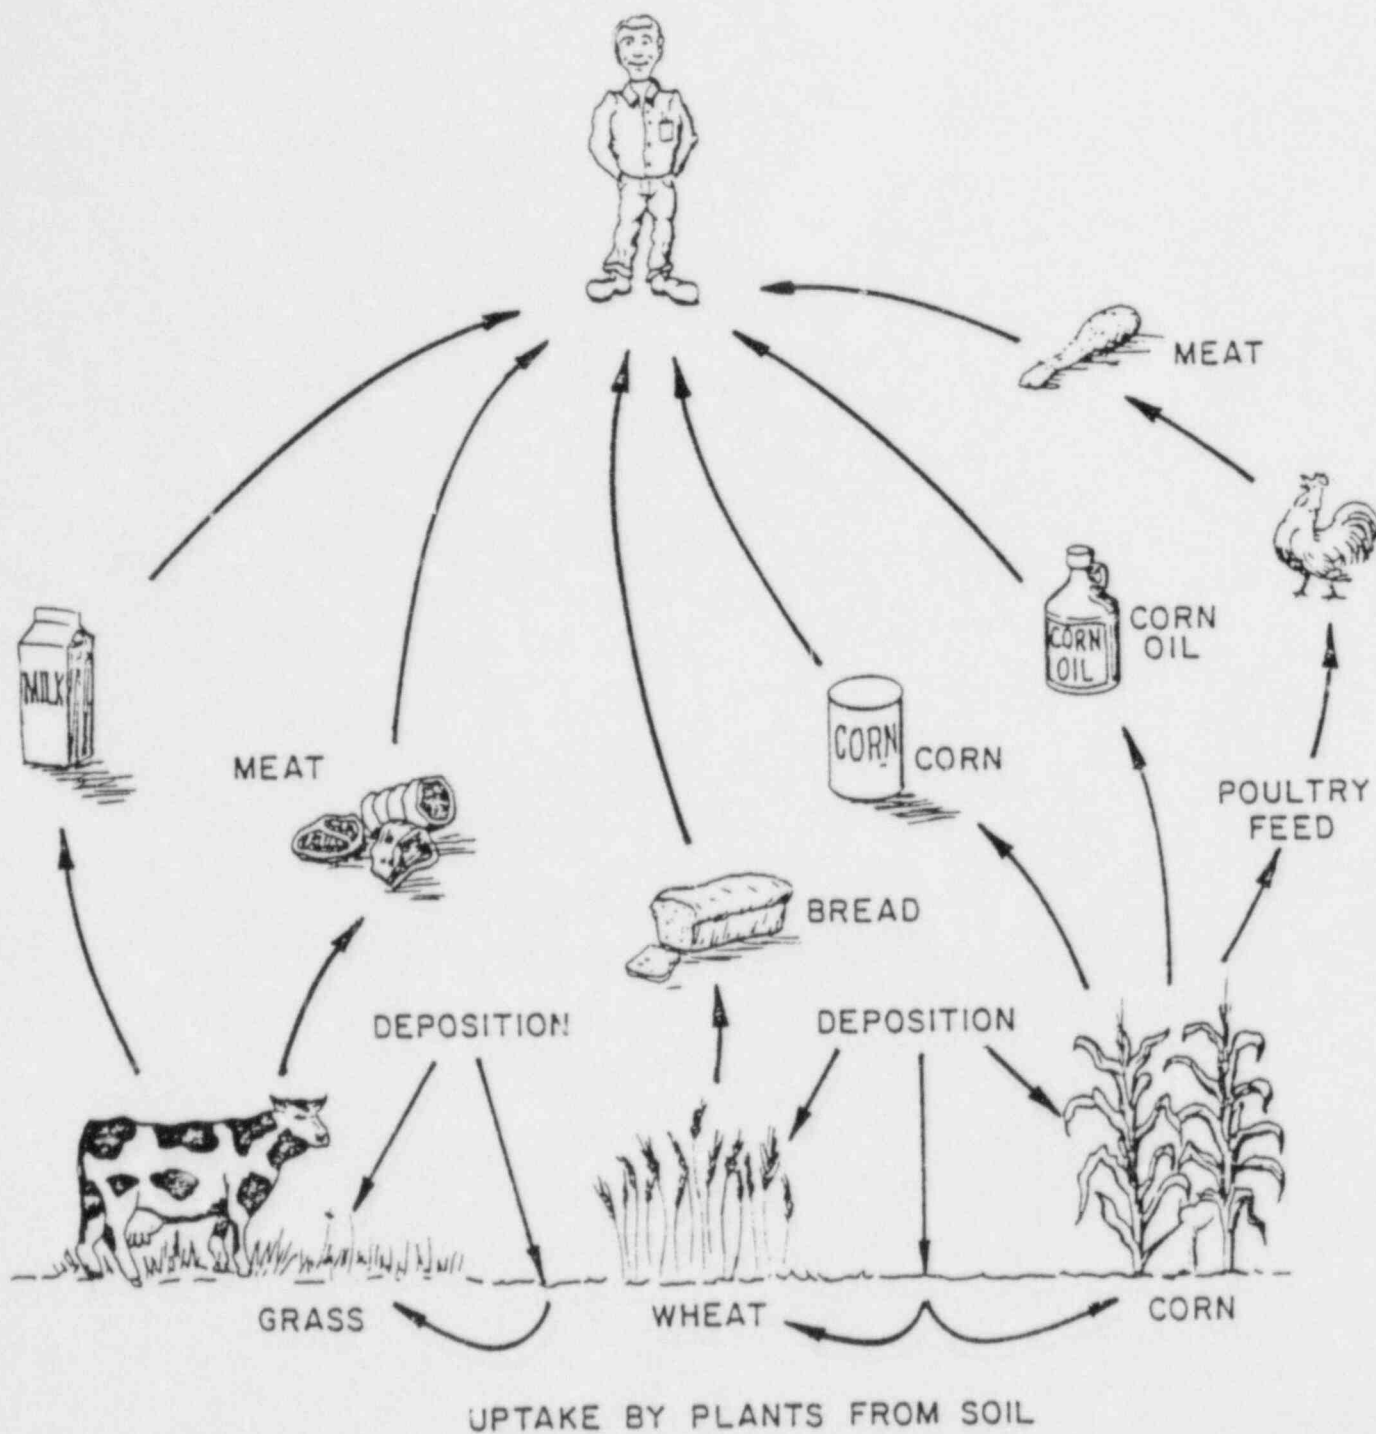 MEAT
MILK
CORN
OIL
CORN
OIL
MEAT
CORN
CORN
POULTRY
FEED
BREAD
DEPOSITION
DEPOSITION
GRASS
WHEAT
CORN
UPTAKE BY PLANTS FROM SOIL